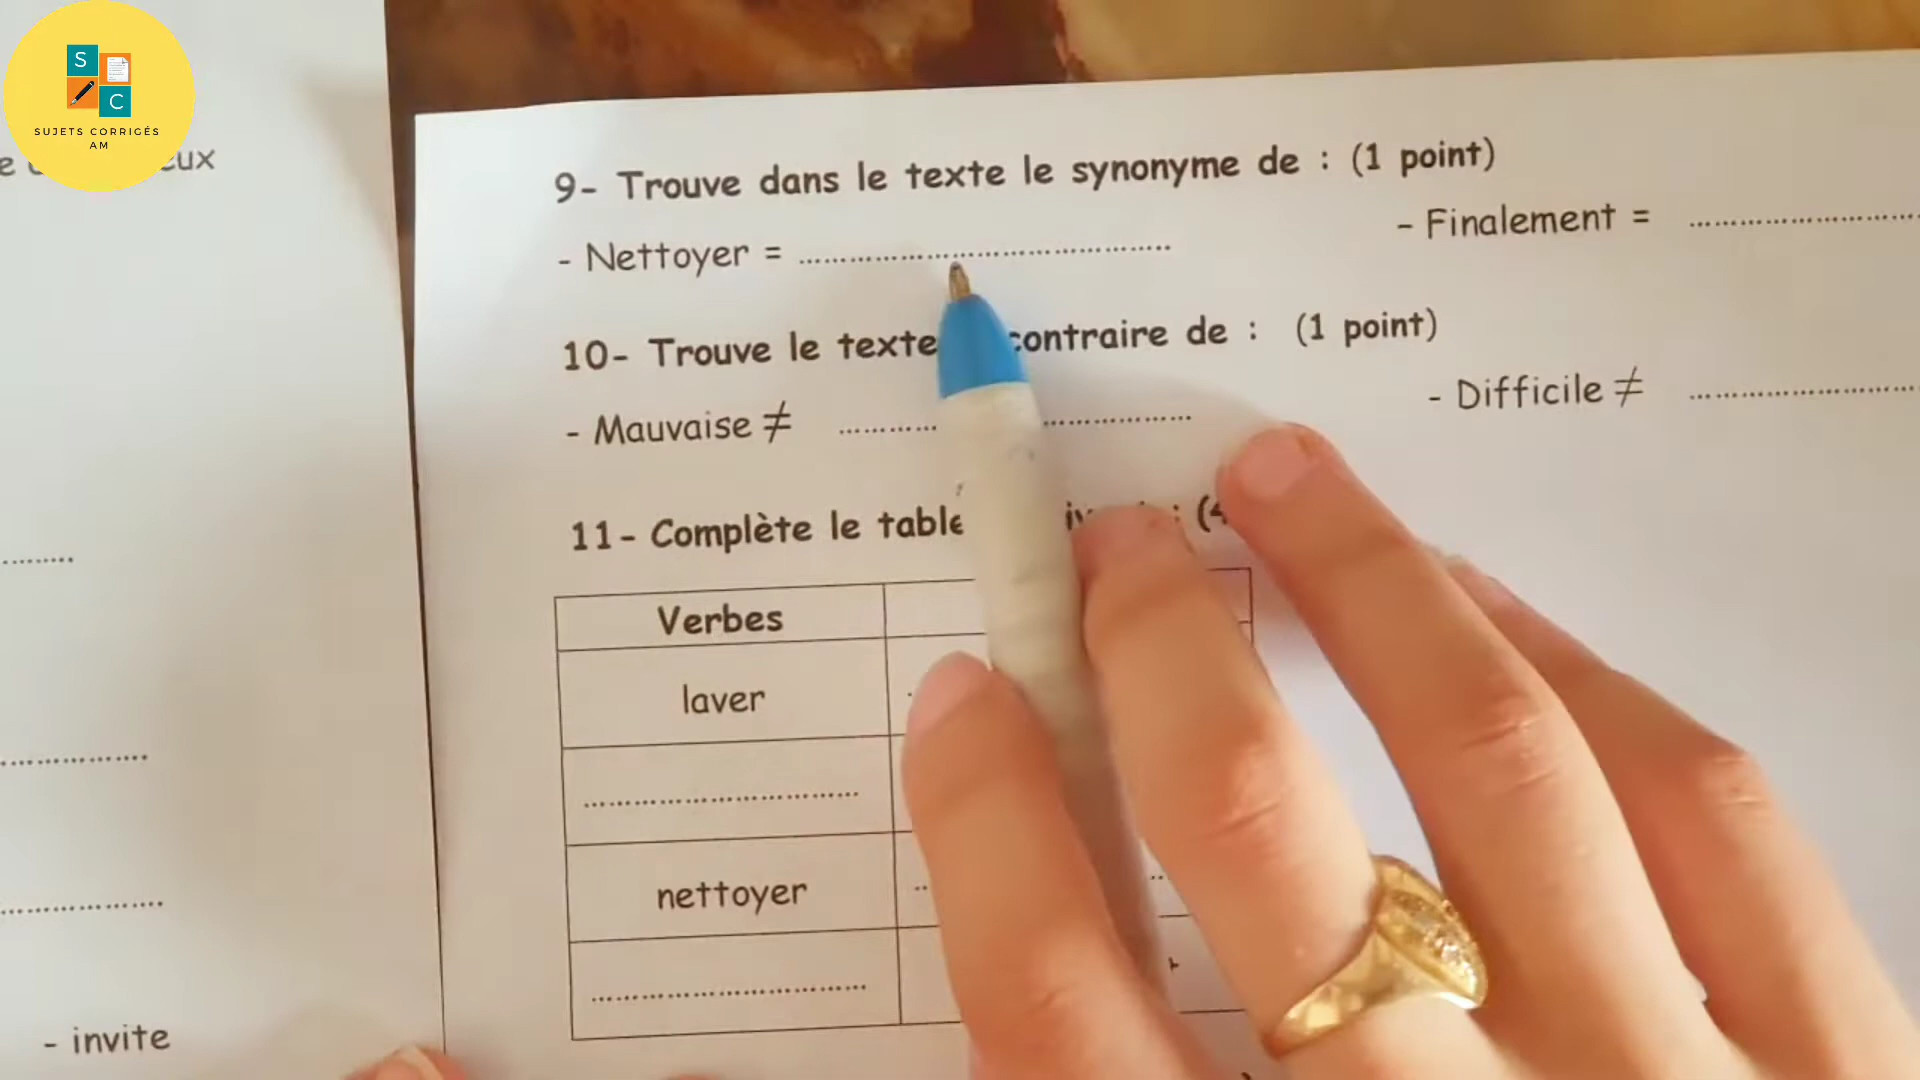 S
C
SUJETS CORRIGÉS
AM
9- Trouve dans le texte le synonyme de : (1 point)
- Nettoyer = ..............................
- Finalement = ....................
10- Trouve le texte contraire de : (1 point)
- Mauvaise ≠ ..............................
- Difficile ≠ ....................
11- Complète le
Verbes
laver
..............................
nettoyer
..............................
- invite